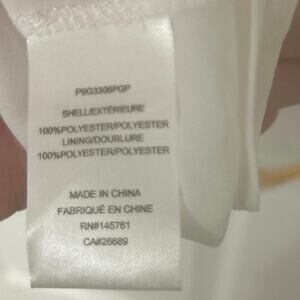 P9G3306PGP
SHELL/EXTÉRIEURE
100%POLYESTER/POLYESTER
LINING/DOUBLURE
100%POLYESTER/POLYESTER
MADE IN CHINA
FABRIQUÉ EN CHINE
RN#145761
CA#26689